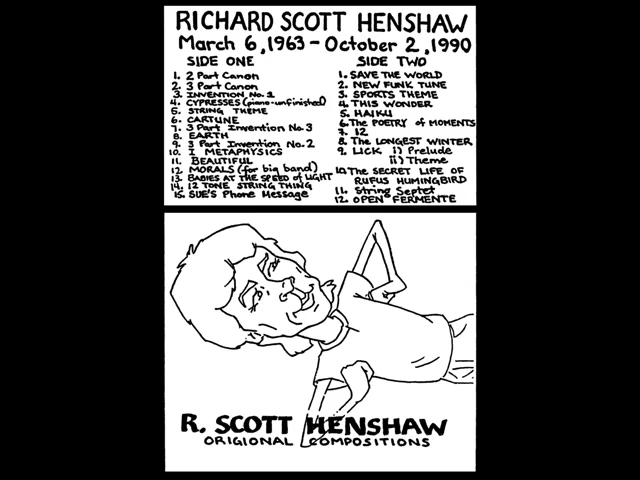 RICHARD SCOTT HENSHAW
March 6, 1963 - October 2, 1990
SIDE ONE
1. 2 Part Canon
2. 3 Part Canon
3. INVENTION No. 1
4. CYPRESSES (piano-unfinished)
5. STRING THEME
6. CARTUNE
7. 3 Part Invention No. 3
8. EARTH
9. 3 Part Invention No. 2
10. I METAPHYSICS
11. BEAUTIFUL
12. MORALS (for big band)
13. BABIES AT THE SPEED OF LIGHT
14. 12 TONE STRING THING
15. SUE'S Phone Message
SIDE TWO
1. SAVE THE WORLD
2. NEW FUNK TUNE
3. SPORTS THEME
4. THIS WONDER
5. HAIKU
6. The POETRY of MOMENTS
7. 12
8. The LONGEST WINTER
9. LICK i) Prelude
ii) Theme
10. The SECRET LIFE OF
RUFUS HUMINGBIRD
11. String Septet
12. OPEN FERMENTE
R. SCOTT HENSHAW
ORIGIONAL COMPOSITIONS